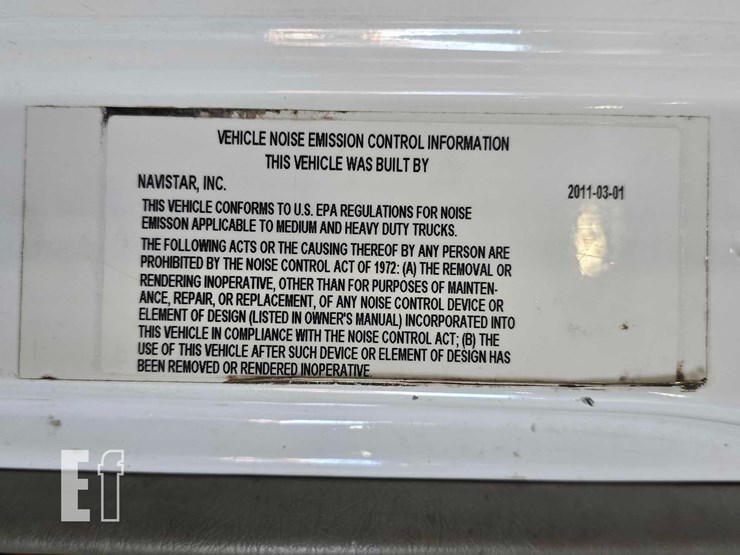 VEHICLE NOISE EMISSION CONTROL INFORMATION
THIS VEHICLE WAS BUILT BY
NAVISTAR, INC. 2011-03-01
THIS VEHICLE CONFORMS TO U.S. EPA REGULATIONS FOR NOISE
EMISSON APPLICABLE TO MEDIUM AND HEAVY DUTY TRUCKS.
THE FOLLOWING ACTS OR THE CAUSING THEREOF BY ANY PERSON ARE
PROHIBITED BY THE NOISE CONTROL ACT OF 1972: (A) THE REMOVAL OR
RENDERING INOPERATIVE, OTHER THAN FOR PURPOSES OF MAINTEN-
ANCE, REPAIR, OR REPLACEMENT, OF ANY NOISE CONTROL DEVICE OR
ELEMENT OF DESIGN (LISTED IN OWNER'S MANUAL) INCORPORATED INTO
THIS VEHICLE IN COMPLIANCE WITH THE NOISE CONTROL ACT; (B) THE
USE OF THIS VEHICLE AFTER SUCH DEVICE OR ELEMENT OF DESIGN HAS
BEEN REMOVED OR RENDERED INOPERATIVE.
Ef